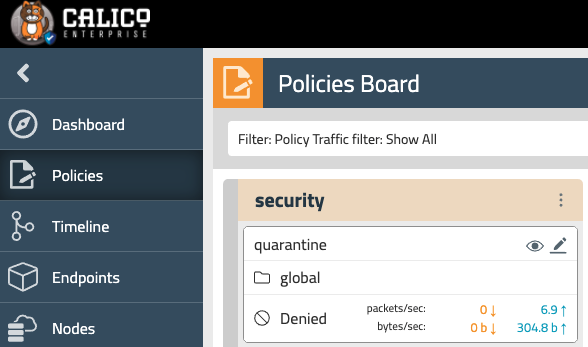 CALICO
ENTERPRISE
Policies Board
Dashboard
Filter: Policy Traffic filter: Show All
Policies
security
Timeline
quarantine
Endpoints
global
Denied
packets/sec: 0 ↓ 6.9 ↑
bytes/sec: 0 b ↓ 304.8 b ↑
Nodes